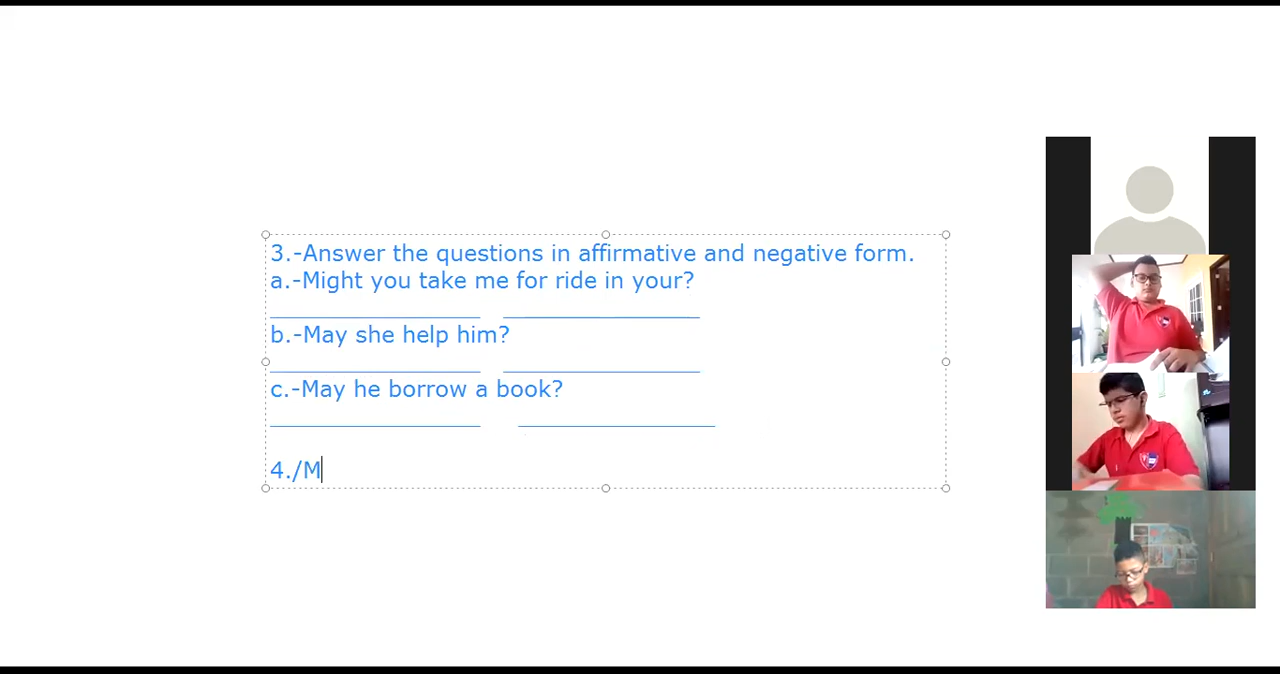 3.-Answer the questions in affirmative and negative form.
a.-Might you take me for ride in your?
b.-May she help him?
c.-May he borrow a book?
4./M